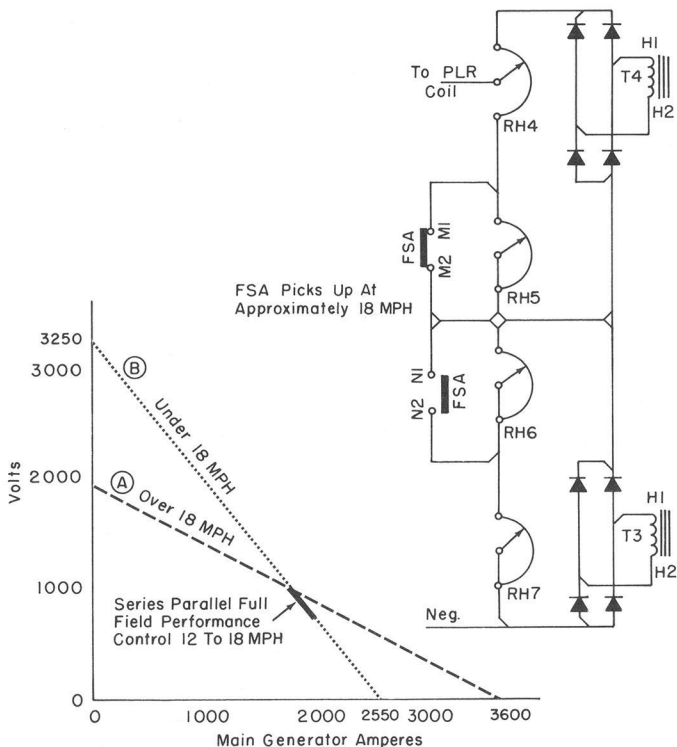 H1
T4
H2
To PLR
Coil
RH4
FSA
M1
M2
RH5
FSA Picks Up At
Approximately 18 MPH
N1
N2
FSA
RH6
H1
T3
H2
RH7
Neg.
3250
3000
2000
1000
0
Volts
B
Under 18 MPH
A
Over 18 MPH
Series Parallel Full
Field Performance
Control 12 To 18 MPH
0
1000
2000
2550
3000
3600
Main Generator Amperes